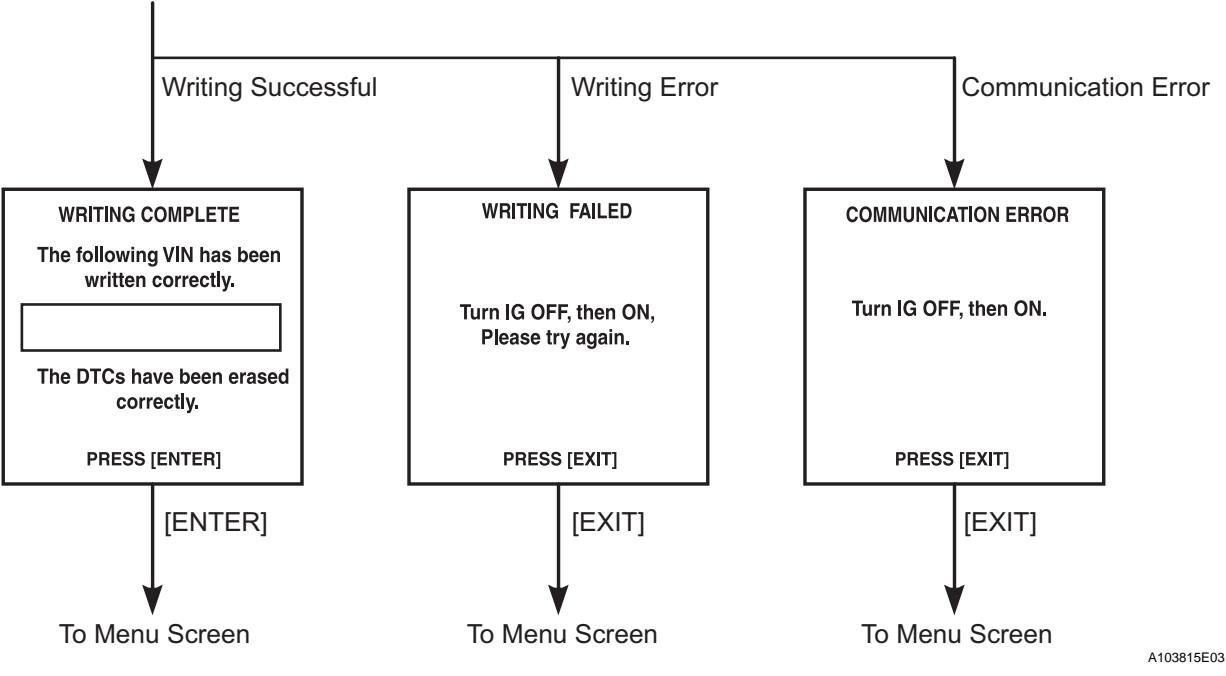 Writing Successful
Writing Error
Communication Error
WRITING COMPLETE
The following VIN has been
written correctly.
The DTCs have been erased
correctly.
PRESS [ENTER]
WRITING FAILED
Turn IG OFF, then ON,
Please try again.
PRESS [EXIT]
COMMUNICATION ERROR
Turn IG OFF, then ON.
PRESS [EXIT]
[ENTER]
[EXIT]
[EXIT]
To Menu Screen
To Menu Screen
To Menu Screen
A103815E03